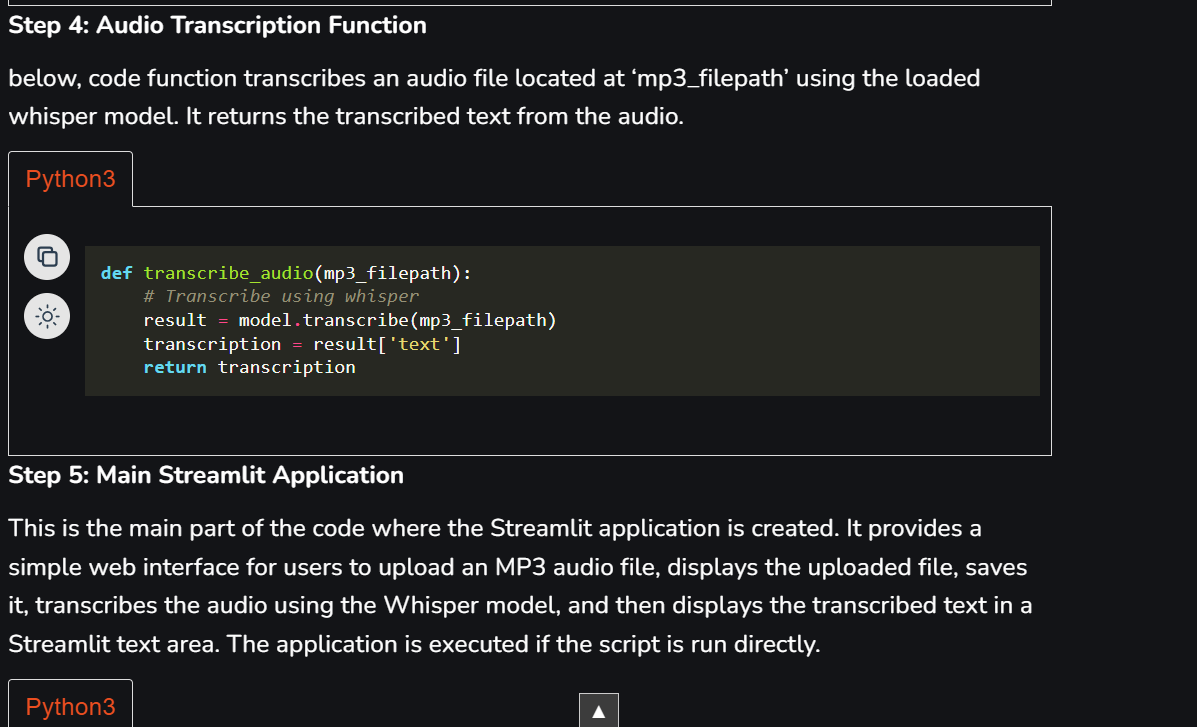 Step 4: Audio Transcription Function
below, code function transcribes an audio file located at ‘mp3_filepath’ using the loaded
whisper model. It returns the transcribed text from the audio.
Python3
def transcribe_audio(mp3_filepath):
    # Transcribe using whisper
    result = model.transcribe(mp3_filepath)
    transcription = result['text']
    return transcription
Step 5: Main Streamlit Application
This is the main part of the code where the Streamlit application is created. It provides a
simple web interface for users to upload an MP3 audio file, displays the uploaded file, saves
it, transcribes the audio using the Whisper model, and then displays the transcribed text in a
Streamlit text area. The application is executed if the script is run directly.
Python3